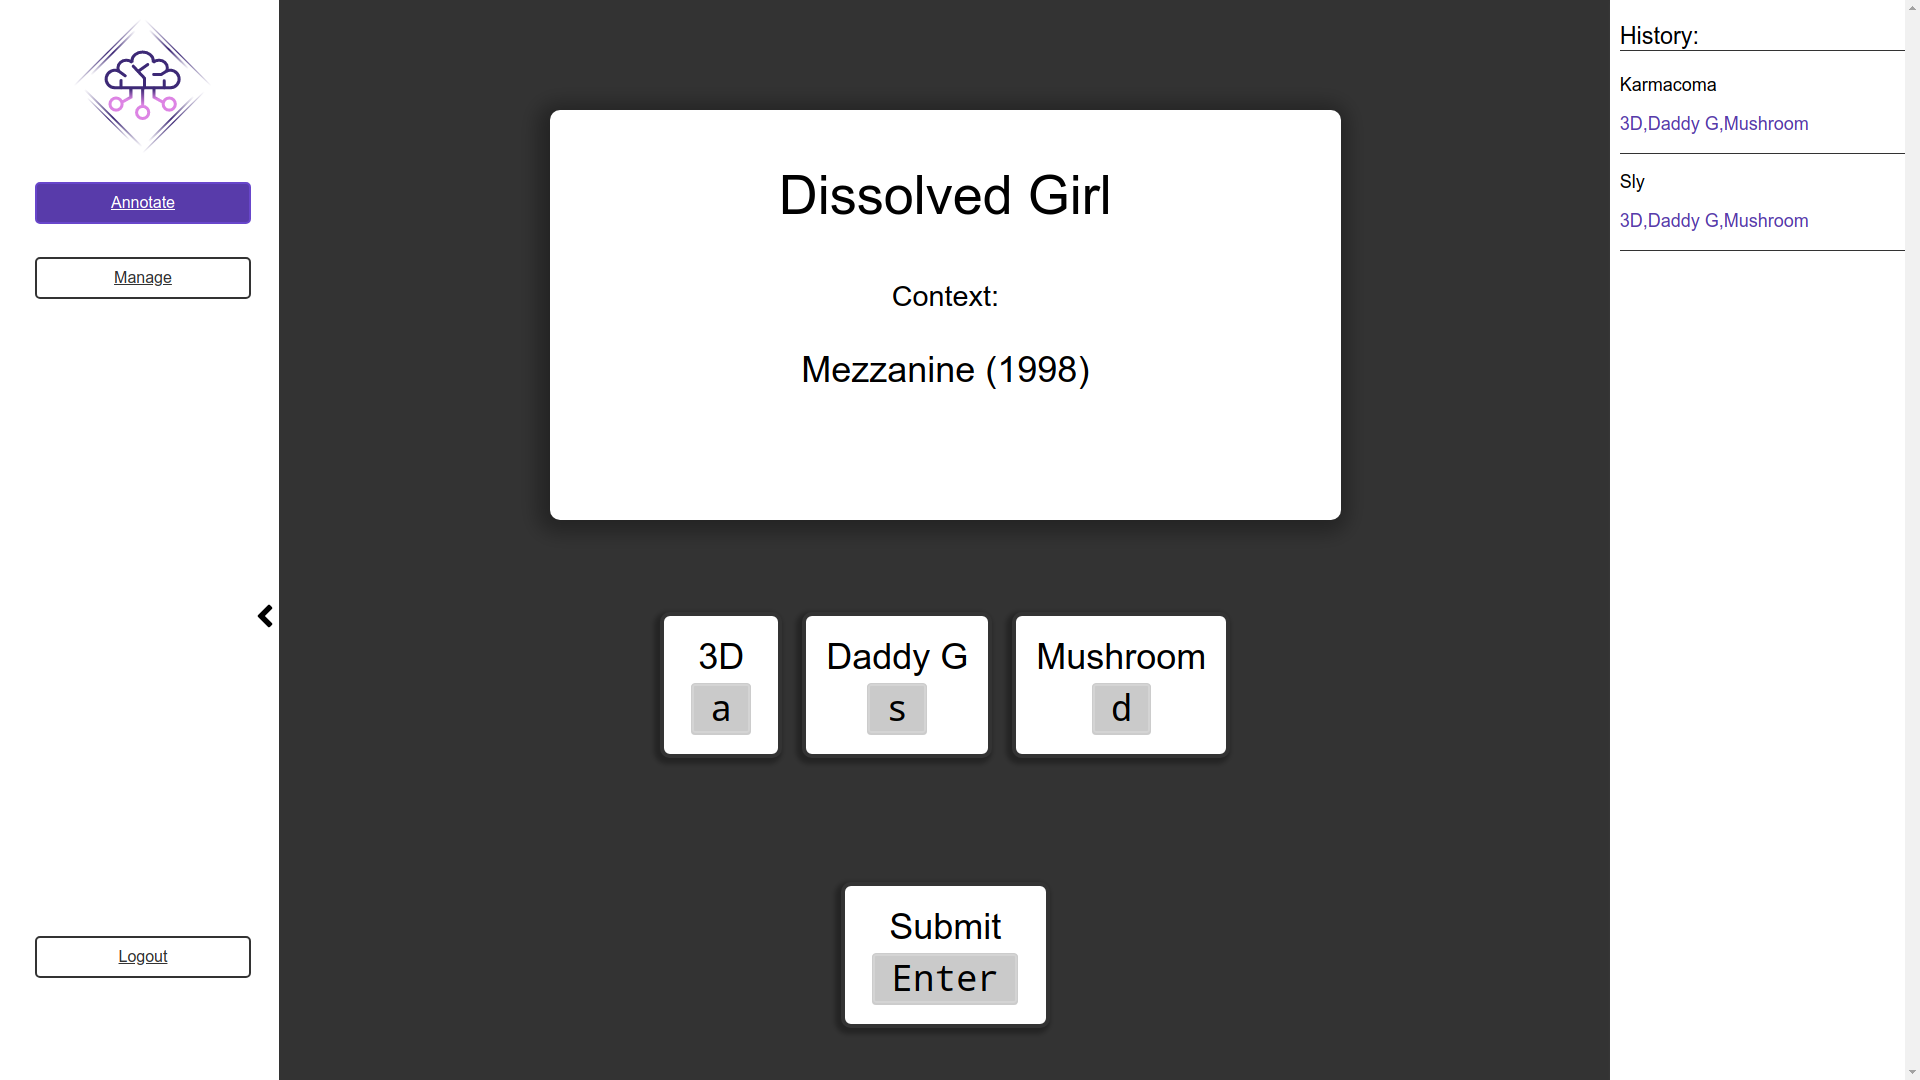 Annotate
Manage
Logout
Dissolved Girl
Context:
Mezzanine (1998)
3D
a
Daddy G
s
Mushroom
d
Submit
Enter
History:
Karmacoma
3D,Daddy G,Mushroom
Sly
3D,Daddy G,Mushroom